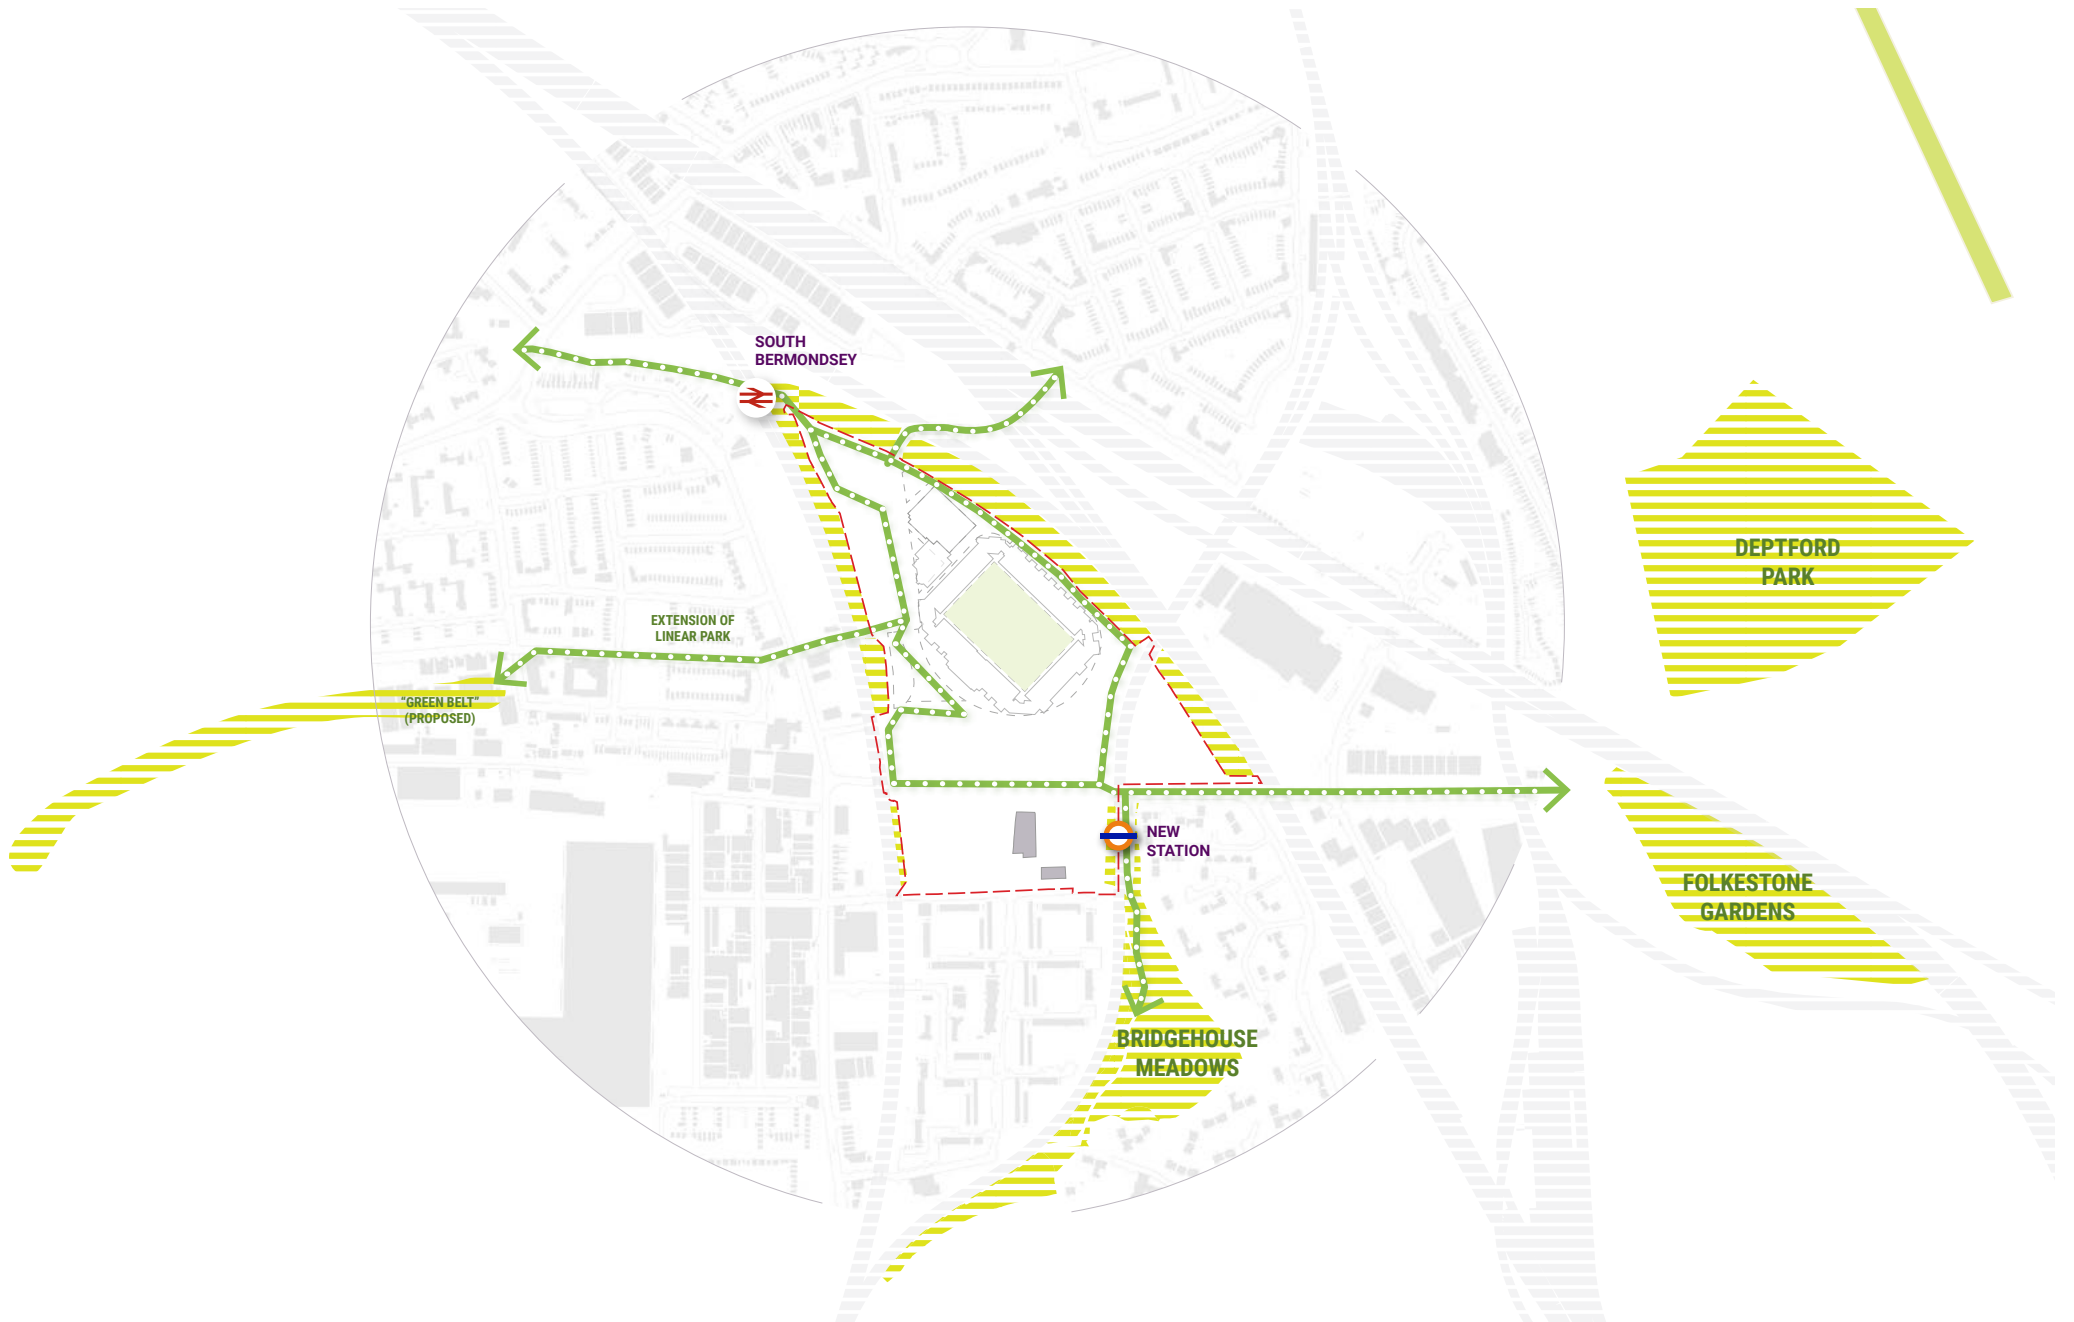 SOUTH
BERMONDSEY
DEPTFORD
PARK
EXTENSION OF
LINEAR PARK
"GREEN BELT"
(PROPOSED)
NEW
STATION
FOLKESTONE
GARDENS
BRIDGEHOUSE
MEADOWS